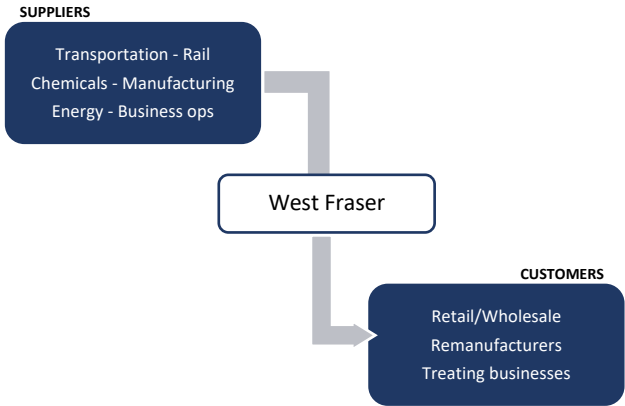 SUPPLIERS
Transportation - Rail
Chemicals - Manufacturing
Energy - Business ops
West Fraser
CUSTOMERS
Retail/Wholesale
Remanufacturers
Treating businesses